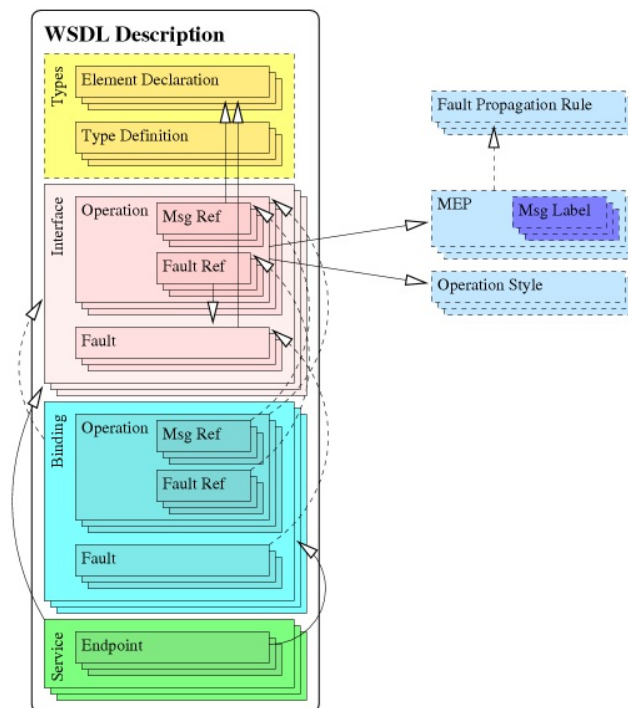 WSDL Description
Types
Element Declaration
Type Definition
Fault Propagation Rule
Interface
Operation
Msg Ref
Fault Ref
Fault
MEP
Msg Label
Operation Style
Binding
Operation
Msg Ref
Fault Ref
Fault
Service
Endpoint